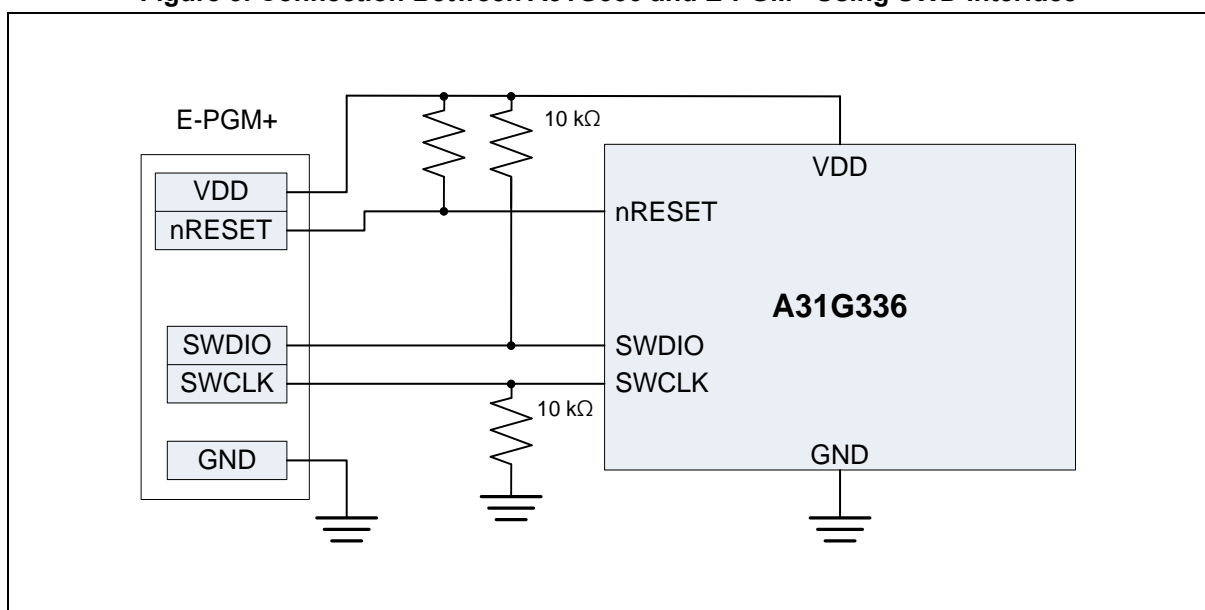 E-PGM+
VDD
nRESET
SWDIO
SWCLK
GND
10 kΩ
10 kΩ
VDD
nRESET
A31G336
SWDIO
SWCLK
GND